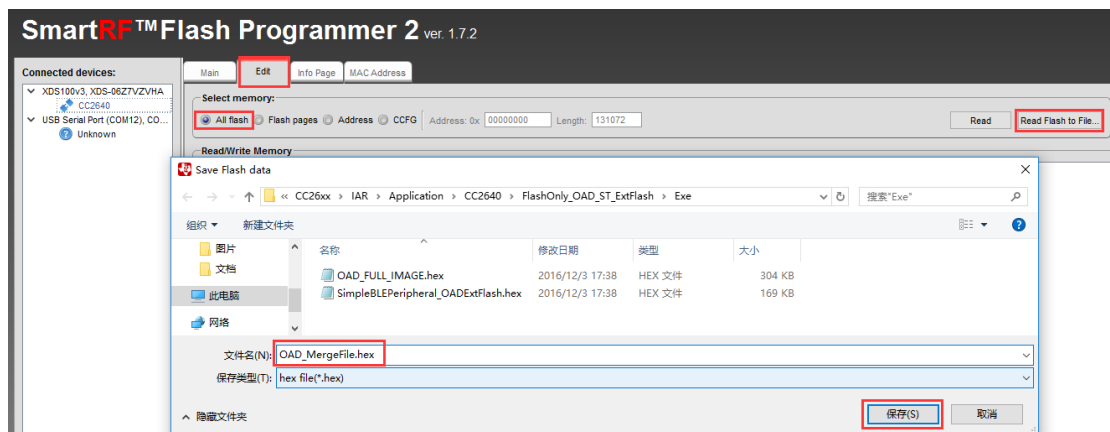 SmartRF™Flash Programmer 2 ver. 1.7.2
Connected devices:
XDS100v3, XDS-06Z7VZVHA
CC2640
USB Serial Port (COM12), CO...
Unknown
Main Edit Info Page MAC Address
Select memory:
All flash Flash pages Address CCFG Address: 0x 00000000 Length: 131072 Read Read Flash to File...
Read/Write Memory
Save Flash data
« CC26xx > IAR > Application > CC2640 > FlashOnly_OAD_ST_ExtFlash > Exe 搜索"Exe"
组织 新建文件夹
图片
文档
此电脑
网络
名称 修改日期 类型 大小
OAD_FULL_IMAGE.hex 2016/12/3 17:38 HEX 文件 304 KB
SimpleBLEPeripheral_OADExtFlash.hex 2016/12/3 17:38 HEX 文件 169 KB
文件名(N): OAD_MergeFile.hex
保存类型(T): hex file(*.hex)
隐藏文件夹 保存(S) 取消